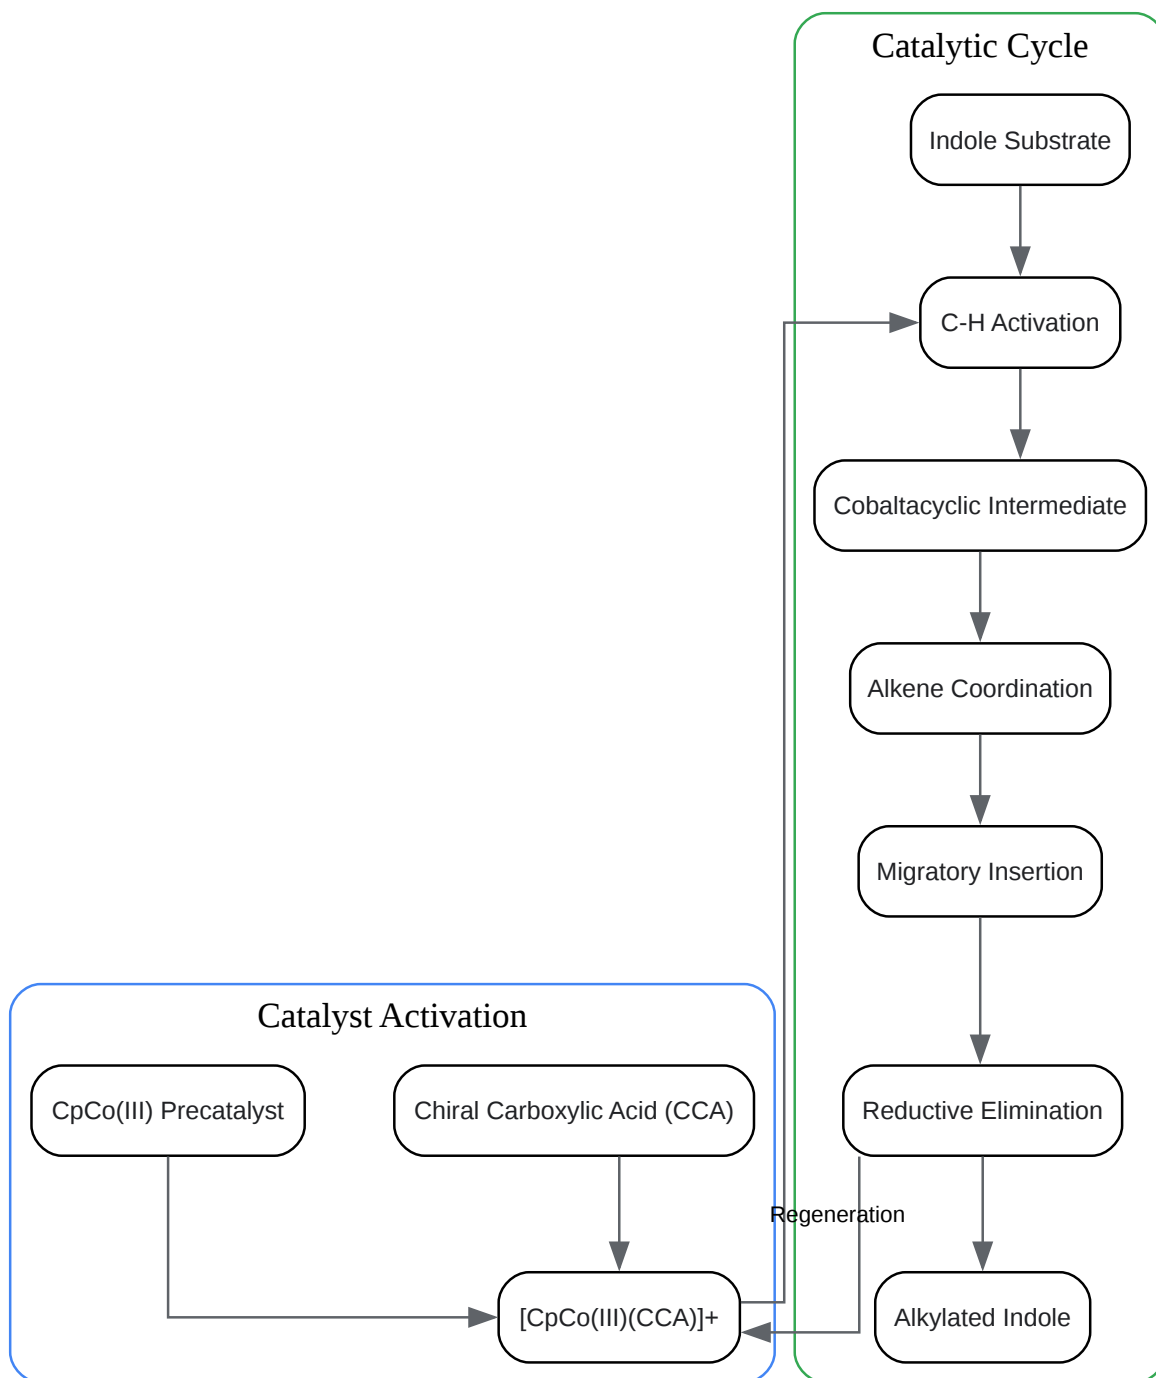 Catalytic Cycle
Indole Substrate
C-H Activation
Cobaltacyclic Intermediate
Alkene Coordination
Migratory Insertion
Catalyst Activation
CpCo(III) Precatalyst
Chiral Carboxylic Acid (CCA)
Reductive Elimination
Regeneration
[CpCo(III)(CCA)]+
Alkylated Indole